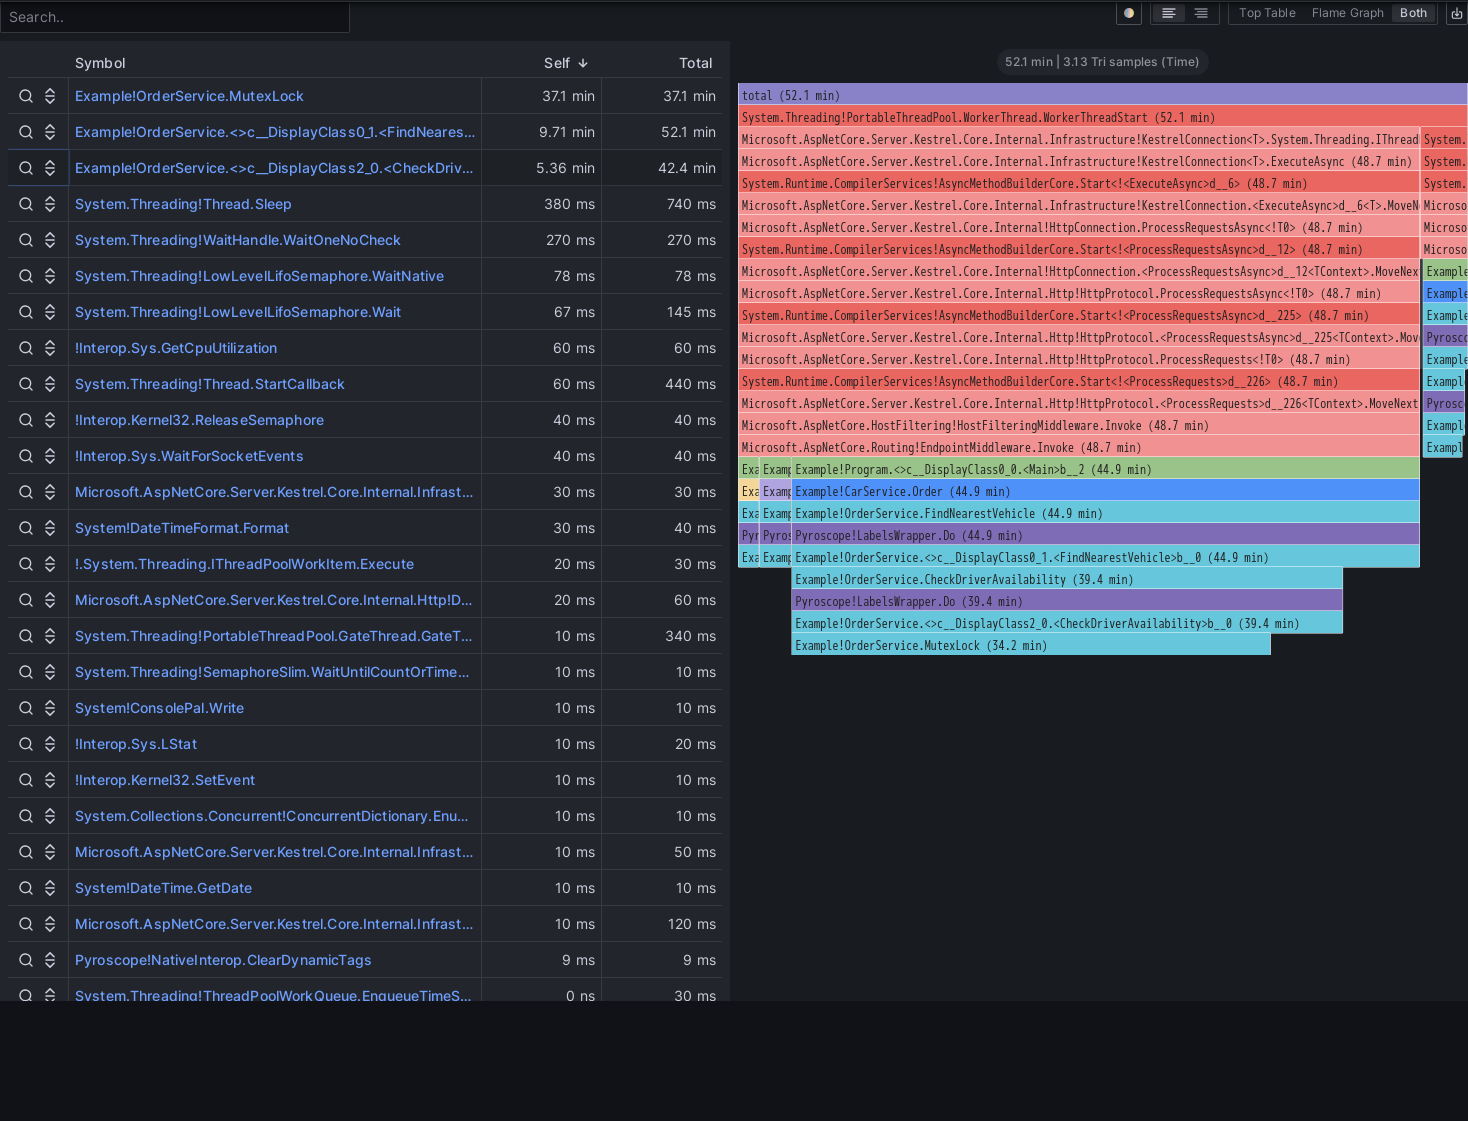 Search..
Top Table Flame Graph Both
Symbol Self Total
Example!OrderService.MutexLock 37.1 min 37.1 min
Example!OrderService.<>c__DisplayClass0_1.<FindNeares... 9.71 min 52.1 min
Example!OrderService.<>c__DisplayClass2_0.<CheckDriv... 5.36 min 42.4 min
System.Threading!Thread.Sleep 380 ms 740 ms
System.Threading!WaitHandle.WaitOneNoCheck 270 ms 270 ms
System.Threading!LowLevelLifoSemaphore.WaitNative 78 ms 78 ms
System.Threading!LowLevelLifoSemaphore.Wait 67 ms 145 ms
!Interop.Sys.GetCpuUtilization 60 ms 60 ms
System.Threading!Thread.StartCallback 60 ms 440 ms
!Interop.Kernel32.ReleaseSemaphore 40 ms 40 ms
!Interop.Sys.WaitForSocketEvents 40 ms 40 ms
Microsoft.AspNetCore.Server.Kestrel.Core.Internal.Infrast... 30 ms 30 ms
System!DateTimeFormat.Format 30 ms 40 ms
!.System.Threading.IThreadPoolWorkItem.Execute 20 ms 30 ms
Microsoft.AspNetCore.Server.Kestrel.Core.Internal.Http!D... 20 ms 60 ms
System.Threading!PortableThreadPool.GateThread.GateT... 10 ms 340 ms
System.Threading!SemaphoreSlim.WaitUntilCountOrTime... 10 ms 10 ms
System!ConsolePal.Write 10 ms 10 ms
!Interop.Sys.LStat 10 ms 20 ms
!Interop.Kernel32.SetEvent 10 ms 10 ms
System.Collections.Concurrent!ConcurrentDictionary.Enu... 10 ms 10 ms
Microsoft.AspNetCore.Server.Kestrel.Core.Internal.Infrast... 10 ms 50 ms
System!DateTime.GetDate 10 ms 10 ms
Microsoft.AspNetCore.Server.Kestrel.Core.Internal.Infrast... 10 ms 120 ms
Pyroscope!NativeInterop.ClearDynamicTags 9 ms 9 ms
System.Threading!ThreadPoolWorkQueue.EnqueueTimeS... 0 ns 30 ms
52.1 min | 3.13 Tri samples (Time)
total (52.1 min)
System.Threading!PortableThreadPool.WorkerThread.WorkerThreadStart (52.1 min)
Microsoft.AspNetCore.Server.Kestrel.Core.Internal.Infrastructure!KestrelConnection<T>.System.Threading.IThread System.
Microsoft.AspNetCore.Server.Kestrel.Core.Internal.Infrastructure!KestrelConnection<T>.ExecuteAsync (48.7 min) System.
System.Runtime.CompilerServices!AsyncMethodBuilderCore.Start<!<ExecuteAsync>d__6> (48.7 min) System.
Microsoft.AspNetCore.Server.Kestrel.Core.Internal.Infrastructure!KestrelConnection.<ExecuteAsync>d__6<T>.MoveN Microso
Microsoft.AspNetCore.Server.Kestrel.Core.Internal!HttpConnection.ProcessRequestsAsync<!T0> (48.7 min) Microso
System.Runtime.CompilerServices!AsyncMethodBuilderCore.Start<!<ProcessRequestsAsync>d__12> (48.7 min) Microso
Microsoft.AspNetCore.Server.Kestrel.Core.Internal!HttpConnection.<ProcessRequestsAsync>d__12<TContext>.MoveNex Example
Microsoft.AspNetCore.Server.Kestrel.Core.Internal.Http!HttpProtocol.ProcessRequestsAsync<!T0> (48.7 min) Example
System.Runtime.CompilerServices!AsyncMethodBuilderCore.Start<!<ProcessRequestsAsync>d__225> (48.7 min) Example
Microsoft.AspNetCore.Server.Kestrel.Core.Internal.Http!HttpProtocol.<ProcessRequestsAsync>d__225<TContext>.Mov Pyrosc
Microsoft.AspNetCore.Server.Kestrel.Core.Internal.Http!HttpProtocol.ProcessRequests<!T0> (48.7 min) Example
System.Runtime.CompilerServices!AsyncMethodBuilderCore.Start<!<ProcessRequests>d__226> (48.7 min) Exampl
Microsoft.AspNetCore.Server.Kestrel.Core.Internal.Http!HttpProtocol.<ProcessRequests>d__226<TContext>.MoveNext Pyrosc
Microsoft.AspNetCore.HostFiltering!HostFilteringMiddleware.Invoke (48.7 min) Exampl
Microsoft.AspNetCore.Routing!EndpointMiddleware.Invoke (48.7 min) Exampl
Exa Examp Example!Program.<>c__DisplayClass0_0.<Main>b__2 (44.9 min)
Exa Examp Example!CarService.Order (44.9 min)
Exa Examp Example!OrderService.FindNearestVehicle (44.9 min)
Pyr Pyros Pyroscope!LabelsWrapper.Do (44.9 min)
Exa Examp Example!OrderService.<>c__DisplayClass0_1.<FindNearestVehicle>b__0 (44.9 min)
Example!OrderService.CheckDriverAvailability (39.4 min)
Pyroscope!LabelsWrapper.Do (39.4 min)
Example!OrderService.<>c__DisplayClass2_0.<CheckDriverAvailability>b__0 (39.4 min)
Example!OrderService.MutexLock (34.2 min)